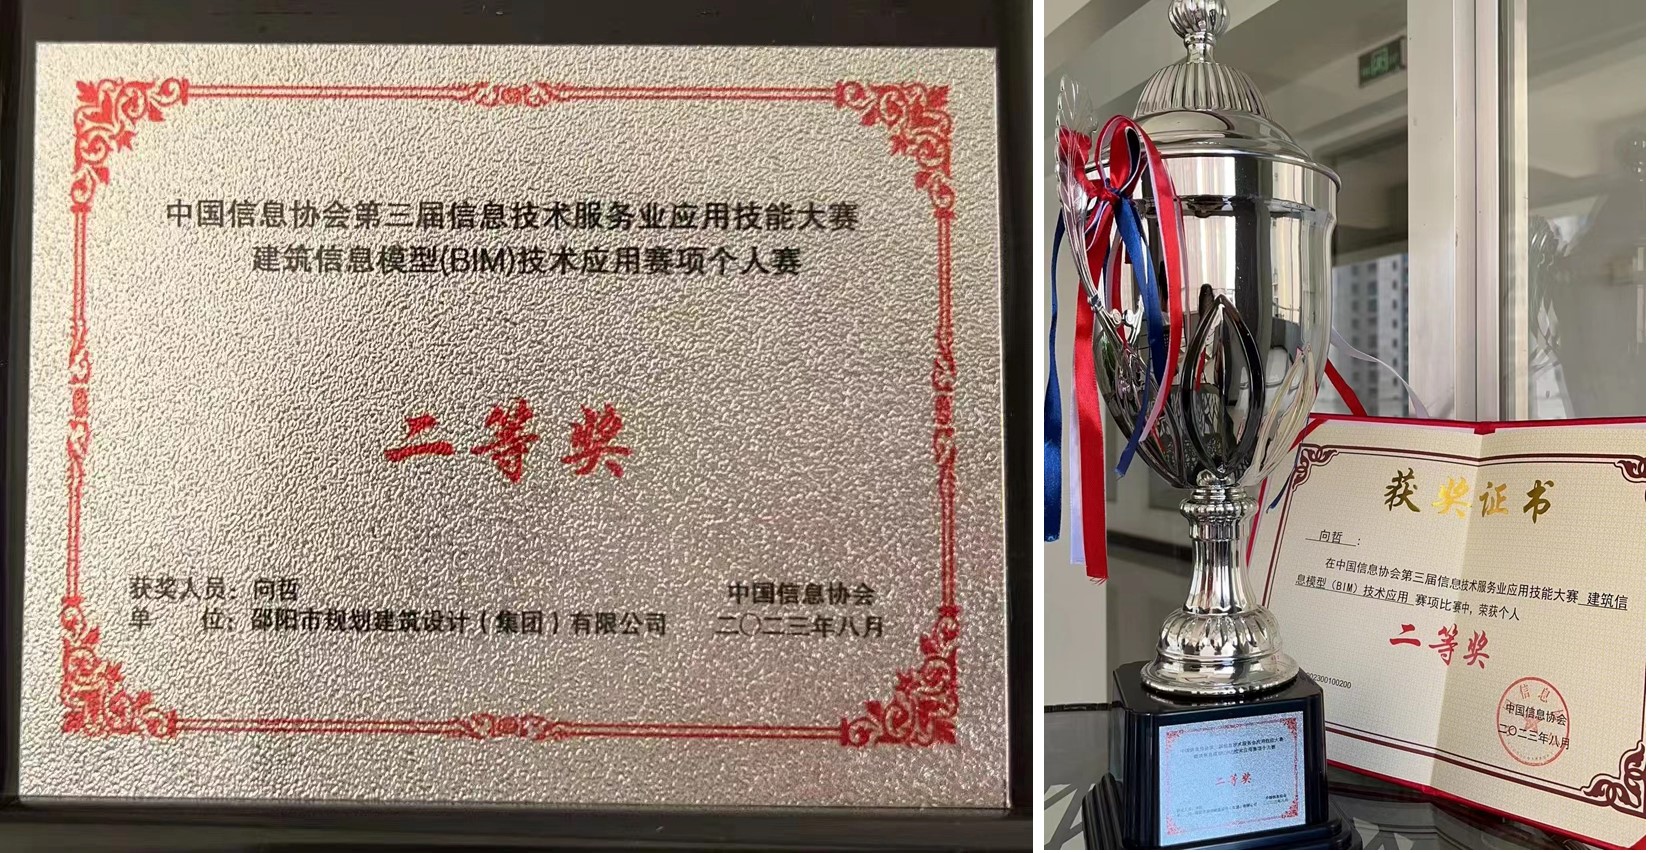 中国信息协会第三届信息技术服务业应用技能大赛
建筑信息模型(BIM)技术应用赛项个人赛
二等奖
获奖人员：向哲
单 位：邵阳市规划建筑设计（集团）有限公司
中国信息协会
二〇二三年八月
获奖证书
向哲：
在中国信息协会第三届信息技术服务业应用技能大赛 建筑信
息模型（BIM）技术应用 赛项比赛中，荣获个人
二等奖
02300100200
信息
中国信息协会
二〇二三年八月
二等奖